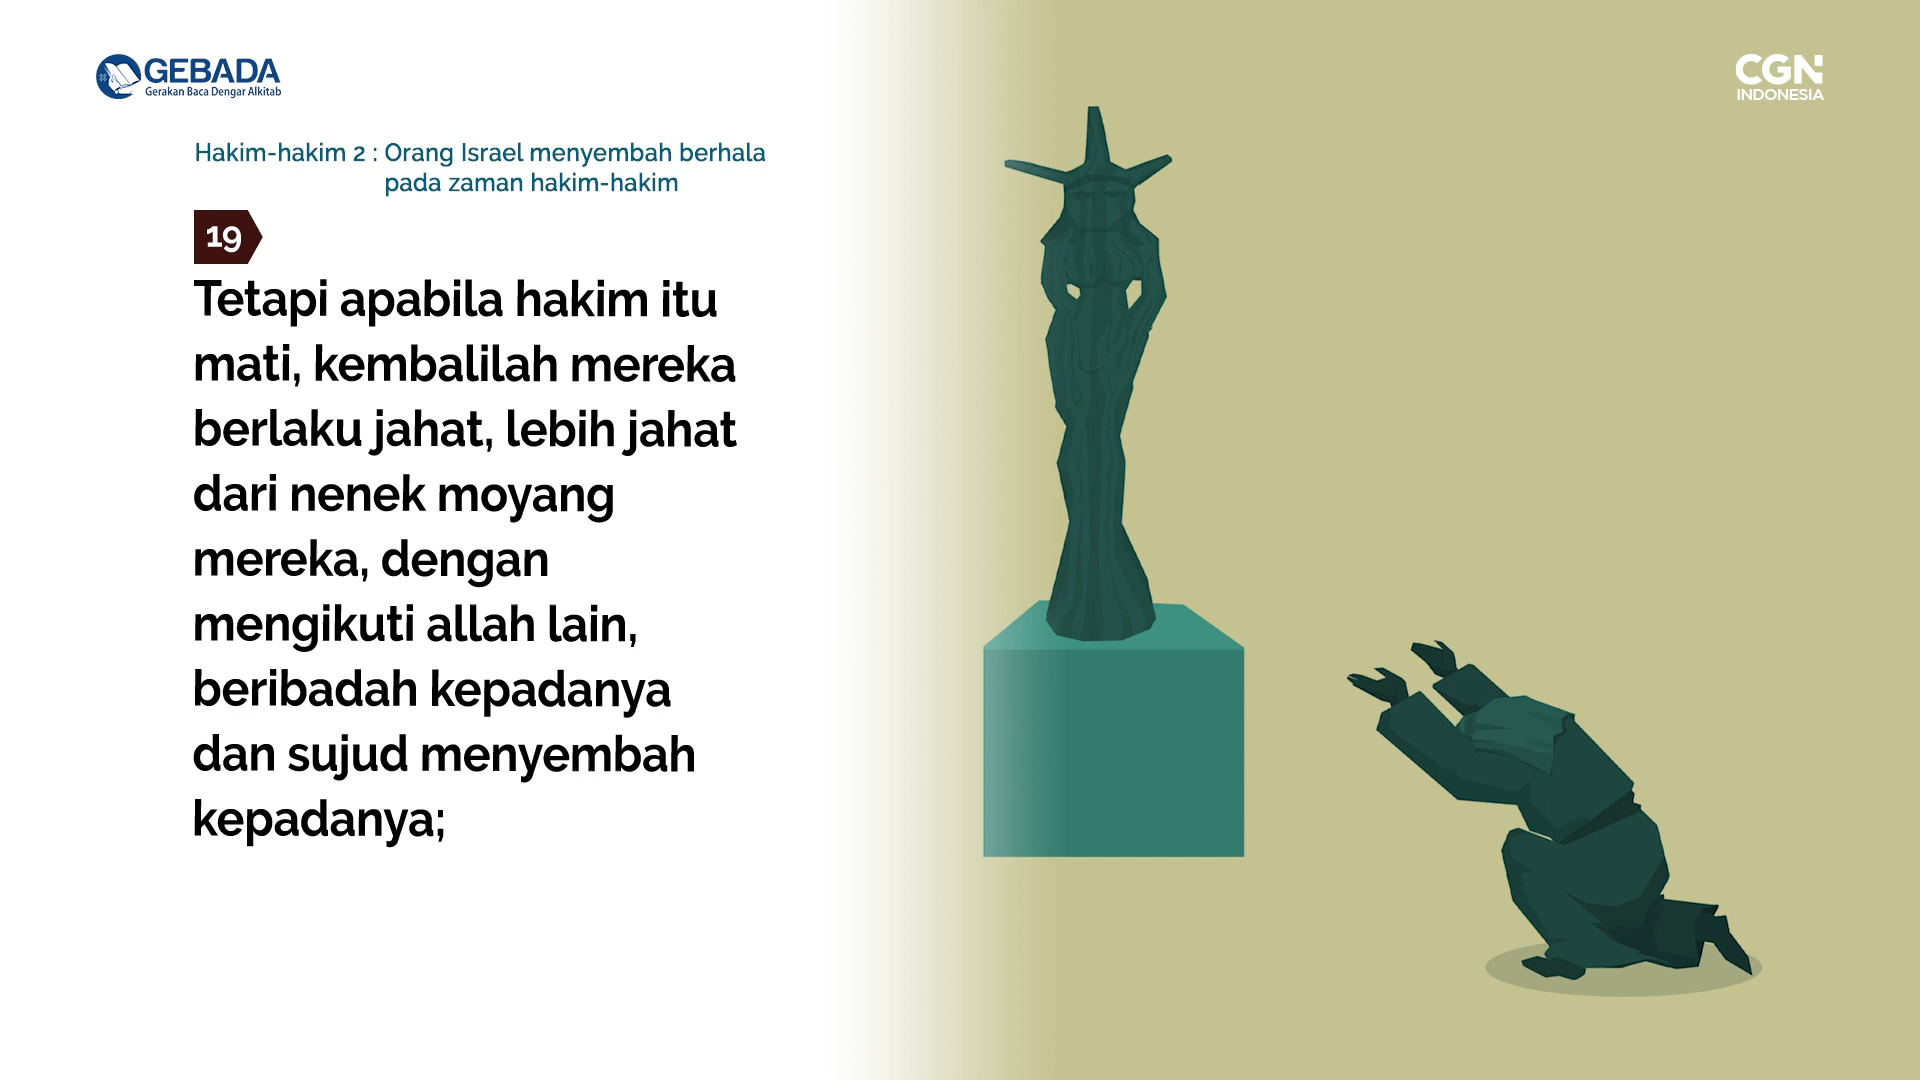 GEBADA
Gerakan Baca Dengar Alkitab
CGN
INDONESIA
Hakim-hakim 2 : Orang Israel menyembah berhala
pada zaman hakim-hakim
19
Tetapi apabila hakim itu
mati, kembalilah mereka
berlaku jahat, lebih jahat
dari nenek moyang
mereka, dengan
mengikuti allah lain,
beribadah kepadanya
dan sujud menyembah
kepadanya;